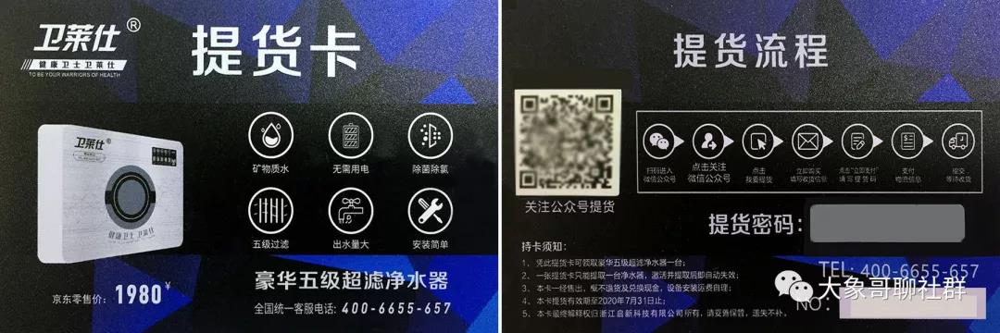 卫莱仕®
健康卫士卫莱仕
TO BE YOUR WARRIORS OF HEALTH
提货卡
卫莱仕®
健康卫士 卫莱仕
矿物质水
无需用电
除菌除氯
五级过滤
出水量大
安装简单
京东零售价：1980¥
豪华五级超滤净水器
全国统一客服电话：400-6655-657
提货流程
扫码进入
微信公众号
点击关注
微信公众号
点击
我要提货
立即购买
填写收货信息
点击“立即支付”
填写提货码
支付
物流信息
提交
等待收货
关注公众号提货
提货密码：
持卡须知：
1、凭此提货卡可领取豪华五级超滤净水器一台；
2、一张提货卡只能提取一台净水器，激活并提取后即自动失效；
3、本卡一经售出，概不退货及兑换现金，设备安装运费自理；
4、本卡提货有效期至2020年7月31日止；
5、本卡最终解释权归浙江启新科技有限公司所有，请妥善保管，遗失不补。
TEL：400-6655-657
大象哥聊社群
NO：